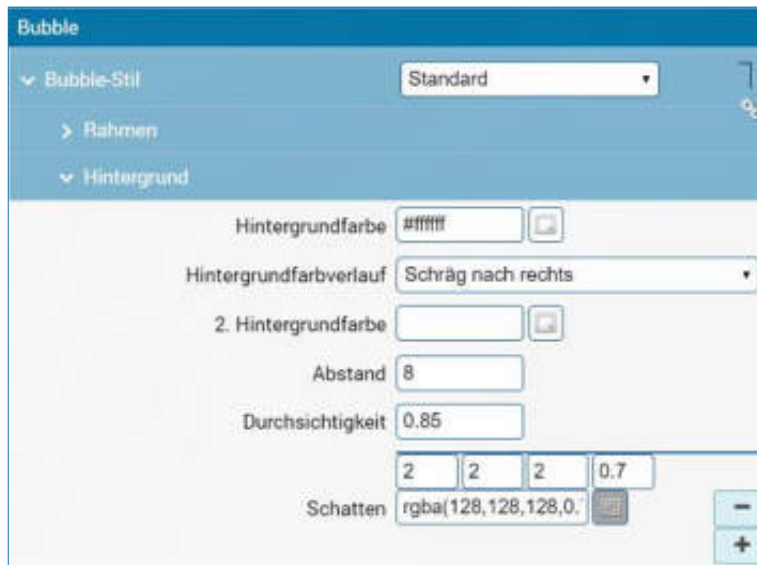 Bubble
Bubble-Stil Standard
Rahmen
Hintergrund
Hintergrundfarbe #ffffff
Hintergrundfarbverlauf Schräg nach rechts
2. Hintergrundfarbe
Abstand 8
Durchsichtigkeit 0.85
2 2 2 0.7
Schatten rgba(128,128,128,0.